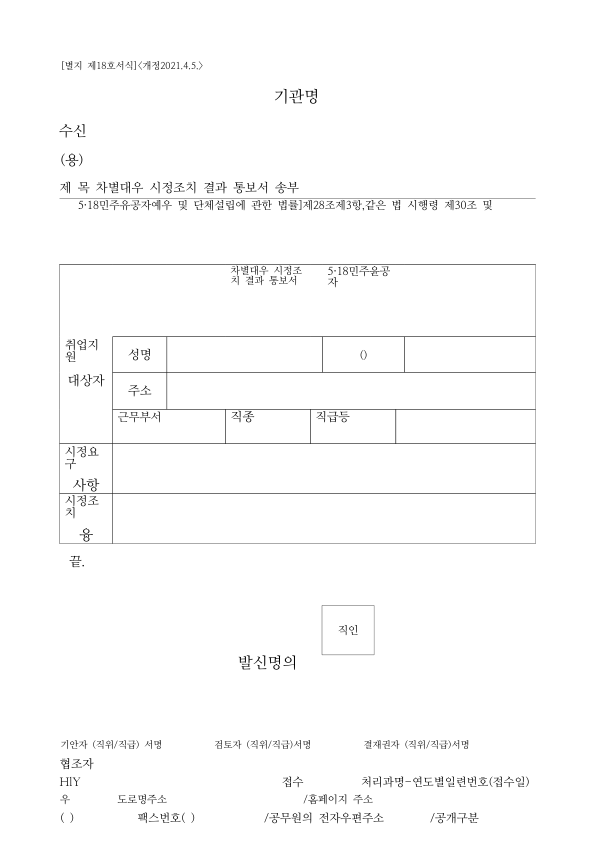 [별지 제18호서식]<개정2021.4.5.>
기관명
수신
(용)
제 목 차별대우 시정조치 결과 통보서 송부
5·18민주유공자예우 및 단체설립에 관한 법률]제28조제3항,같은 법 시행령 제30조 및
차별대우 시정조 5·18민주윤공
치 결과 통보서 자
취업지
원
대상자
성명 ()
주소
근무부서 직종 직급등
시정요
구
사항
시정조
치
용
끝.
직인
발신명의
기안자 (직위/직급) 서명 검토자 (직위/직급)서명 결재권자 (직위/직급)서명
협조자
HlY 접수 처리과명-연도별일련번호(접수일)
우 도로명주소 /홈페이지 주소
( ) 팩스번호( ) /공무원의 전자우편주소 /공개구분